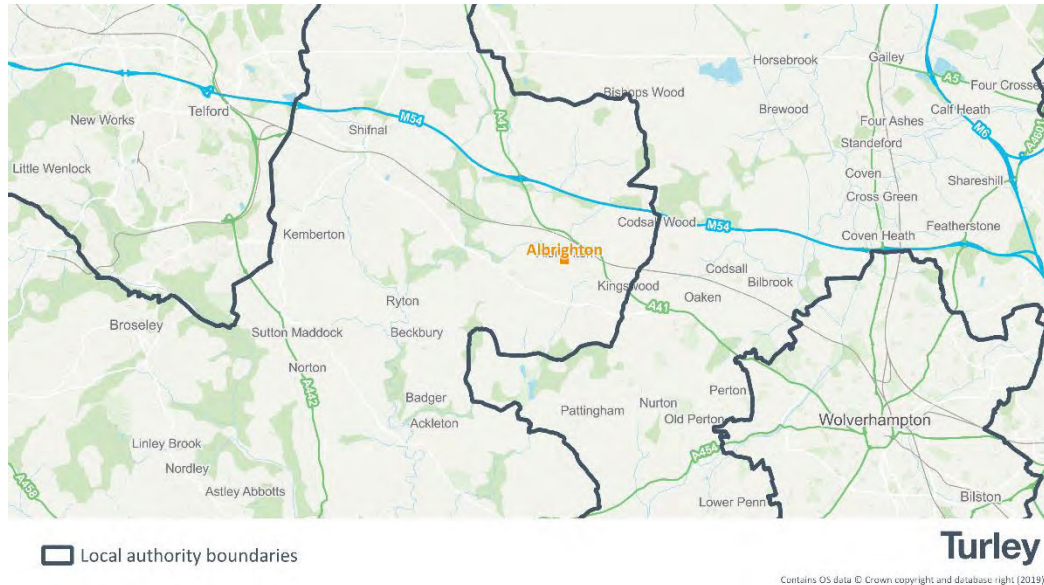 Horsebrook
Gailey
A5
Four Crosses
Bishops Wood
New Works
Telford
M54
Shifnal
A41
Brewood
Calf Heath
Four Ashes
M6
Standeford
A4601
Little Wenlock
Coven
Shareshill
Cross Green
Codsall Wood
M54
Featherstone
Kemberton
Coven Heath
Albrighton
Codsall
Bilbrook
Kingswood
Oaken
Ryton
A41
Broseley
Sutton Maddock
Beckbury
Norton
A442
Badger
Perton
Nurton
Pattingham
Old Perton
Ackleton
Wolverhampton
Linley Brook
A454
Nordley
A458
Astley Abbotts
Lower Penn
Bilston
Local authority boundaries
Turley
Contains OS data © Crown copyright and database right (2019)